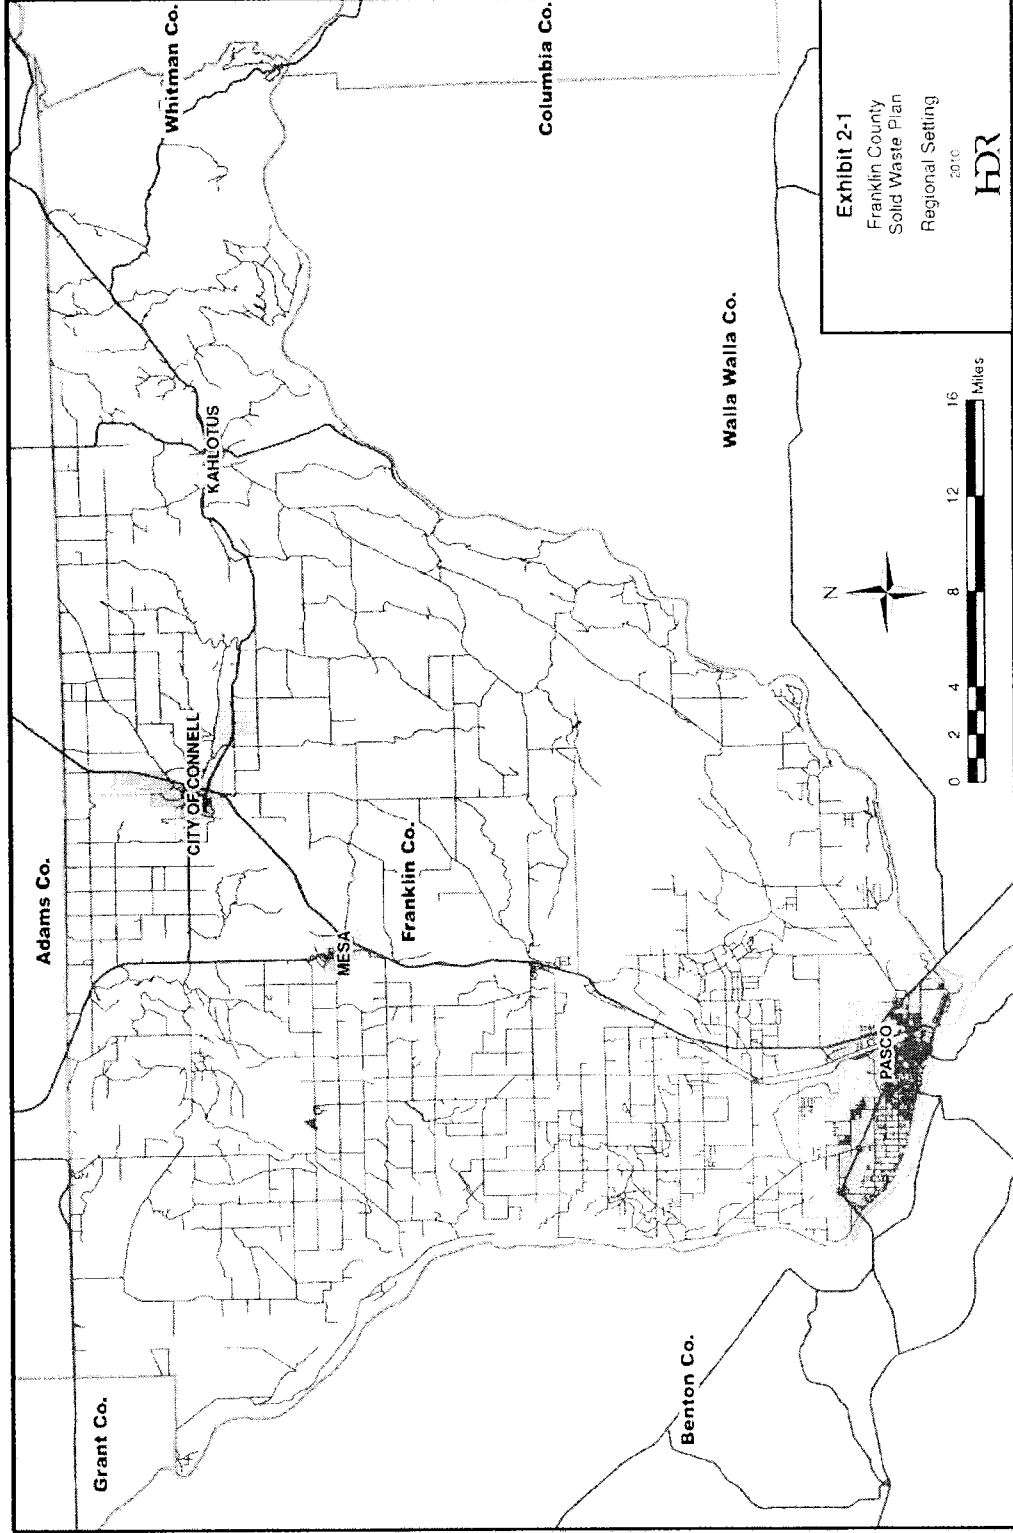 Grant Co.
Adams Co.
Whitman Co.
Columbia Co.
Walla Walla Co.
Benton Co.
Franklin Co.
CITY OF CONNELL
KAHLOTUS
MESA
PASCO
N
0 2 4 8 12 16
Miles
Exhibit 2-1
Franklin County
Solid Waste Plan
Regional Setting
2010
HDR